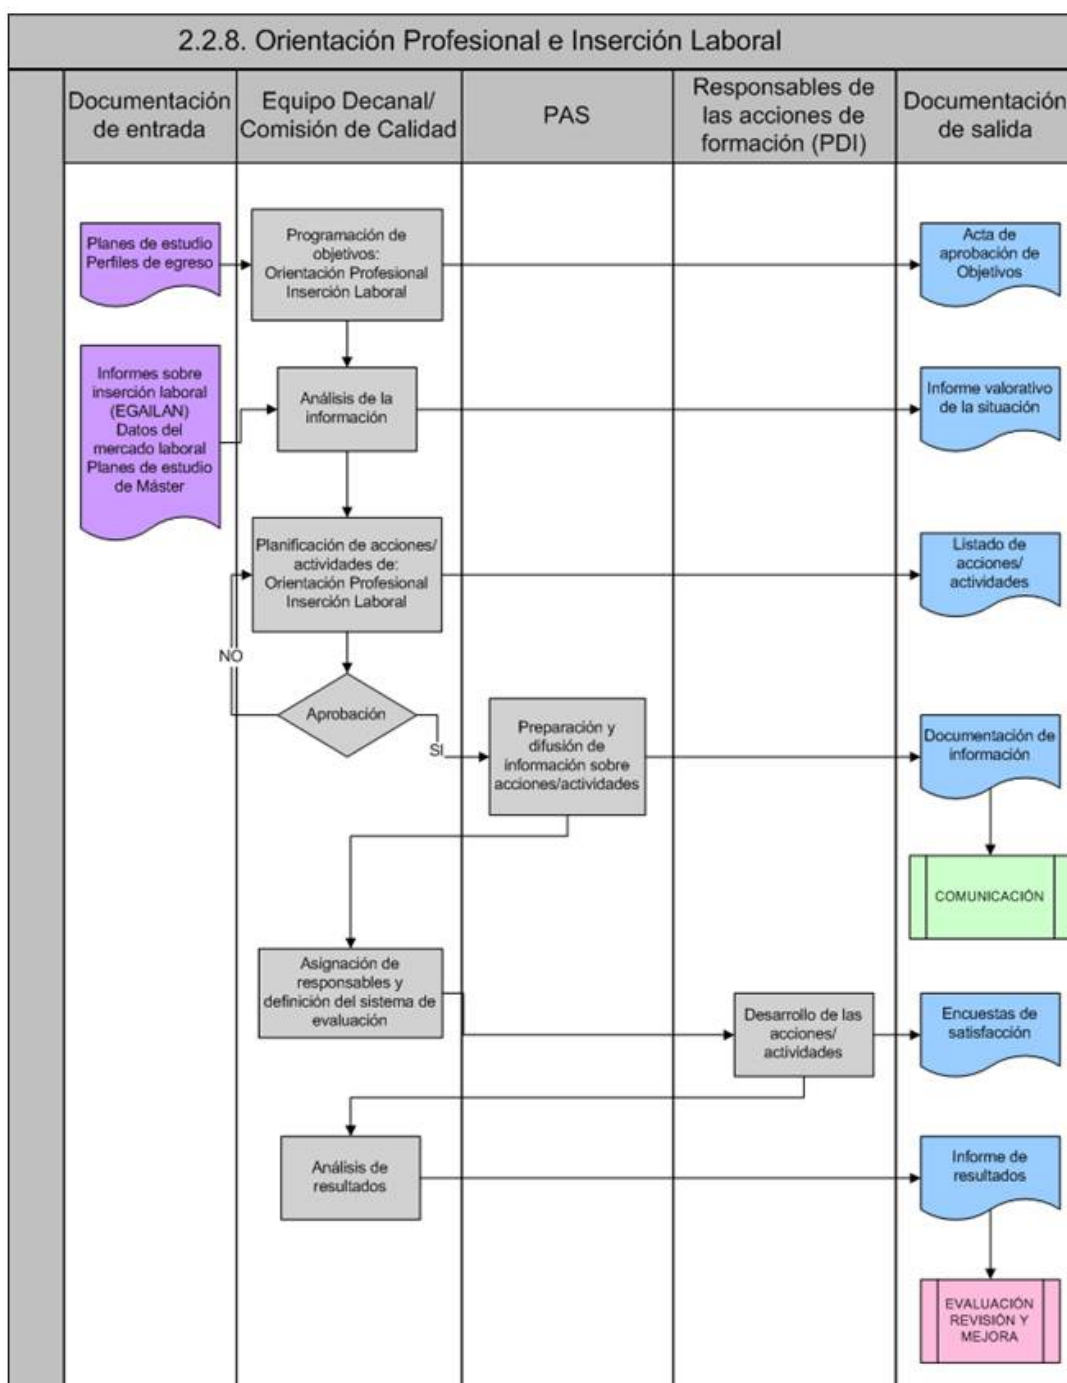 2.2.8. Orientación Profesional e Inserción Laboral
Documentación
de entrada
Equipo Decanal/
Comisión de Calidad
PAS
Responsables de
las acciones de
formación (PDI)
Documentación
de salida
Planes de estudio
Perfiles de egreso
Programación de
objetivos:
Orientación Profesional
Inserción Laboral
Acta de
aprobación de
Objetivos
Informes sobre
inserción laboral
(EGAILAN)
Datos del
mercado laboral
Planes de estudio
de Máster
Análisis de la
información
Informe valorativo
de la situación
Planificación de acciones/
actividades de:
Orientación Profesional
Inserción Laboral
Listado de
acciones/
actividades
NO
Aprobación
SI
Preparación y
difusión de
información sobre
acciones/actividades
Documentación de
información
COMUNICACIÓN
Asignación de
responsables y
definición del sistema de
evaluación
Desarrollo de las
acciones/
actividades
Encuestas de
satisfacción
Análisis de
resultados
Informe de
resultados
EVALUACIÓN
REVISIÓN Y
MEJORA